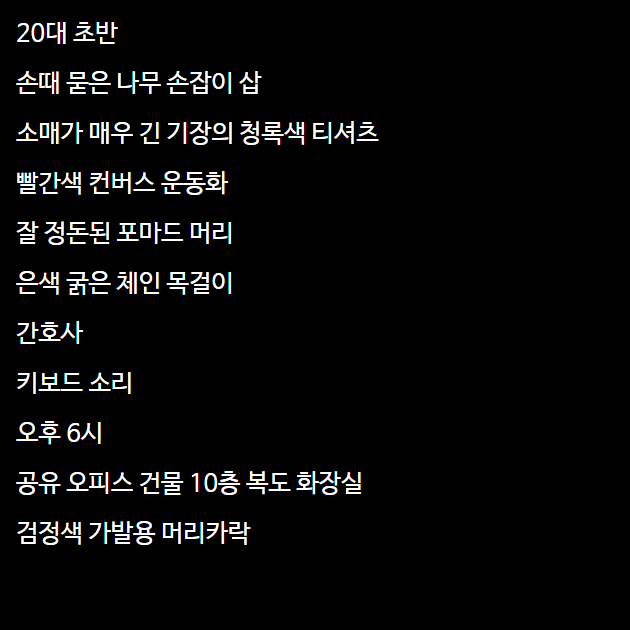 20대 초반
손때 묻은 나무 손잡이 삽
소매가 매우 긴 기장의 청록색 티셔츠
빨간색 컨버스 운동화
잘 정돈된 포마드 머리
은색 굵은 체인 목걸이
간호사
키보드 소리
오후 6시
공유 오피스 건물 10층 복도 화장실
검정색 가발용 머리카락